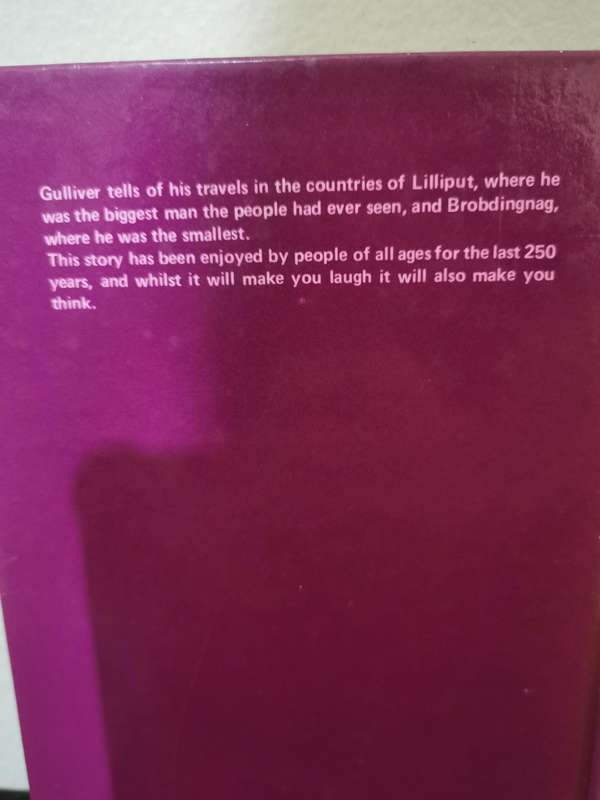 Gulliver tells of his travels in the countries of Lilliput, where he
was the biggest man the people had ever seen, and Brobdingnag,
where he was the smallest.
This story has been enjoyed by people of all ages for the last 250
years, and whilst it will make you laugh it will also make you
think.